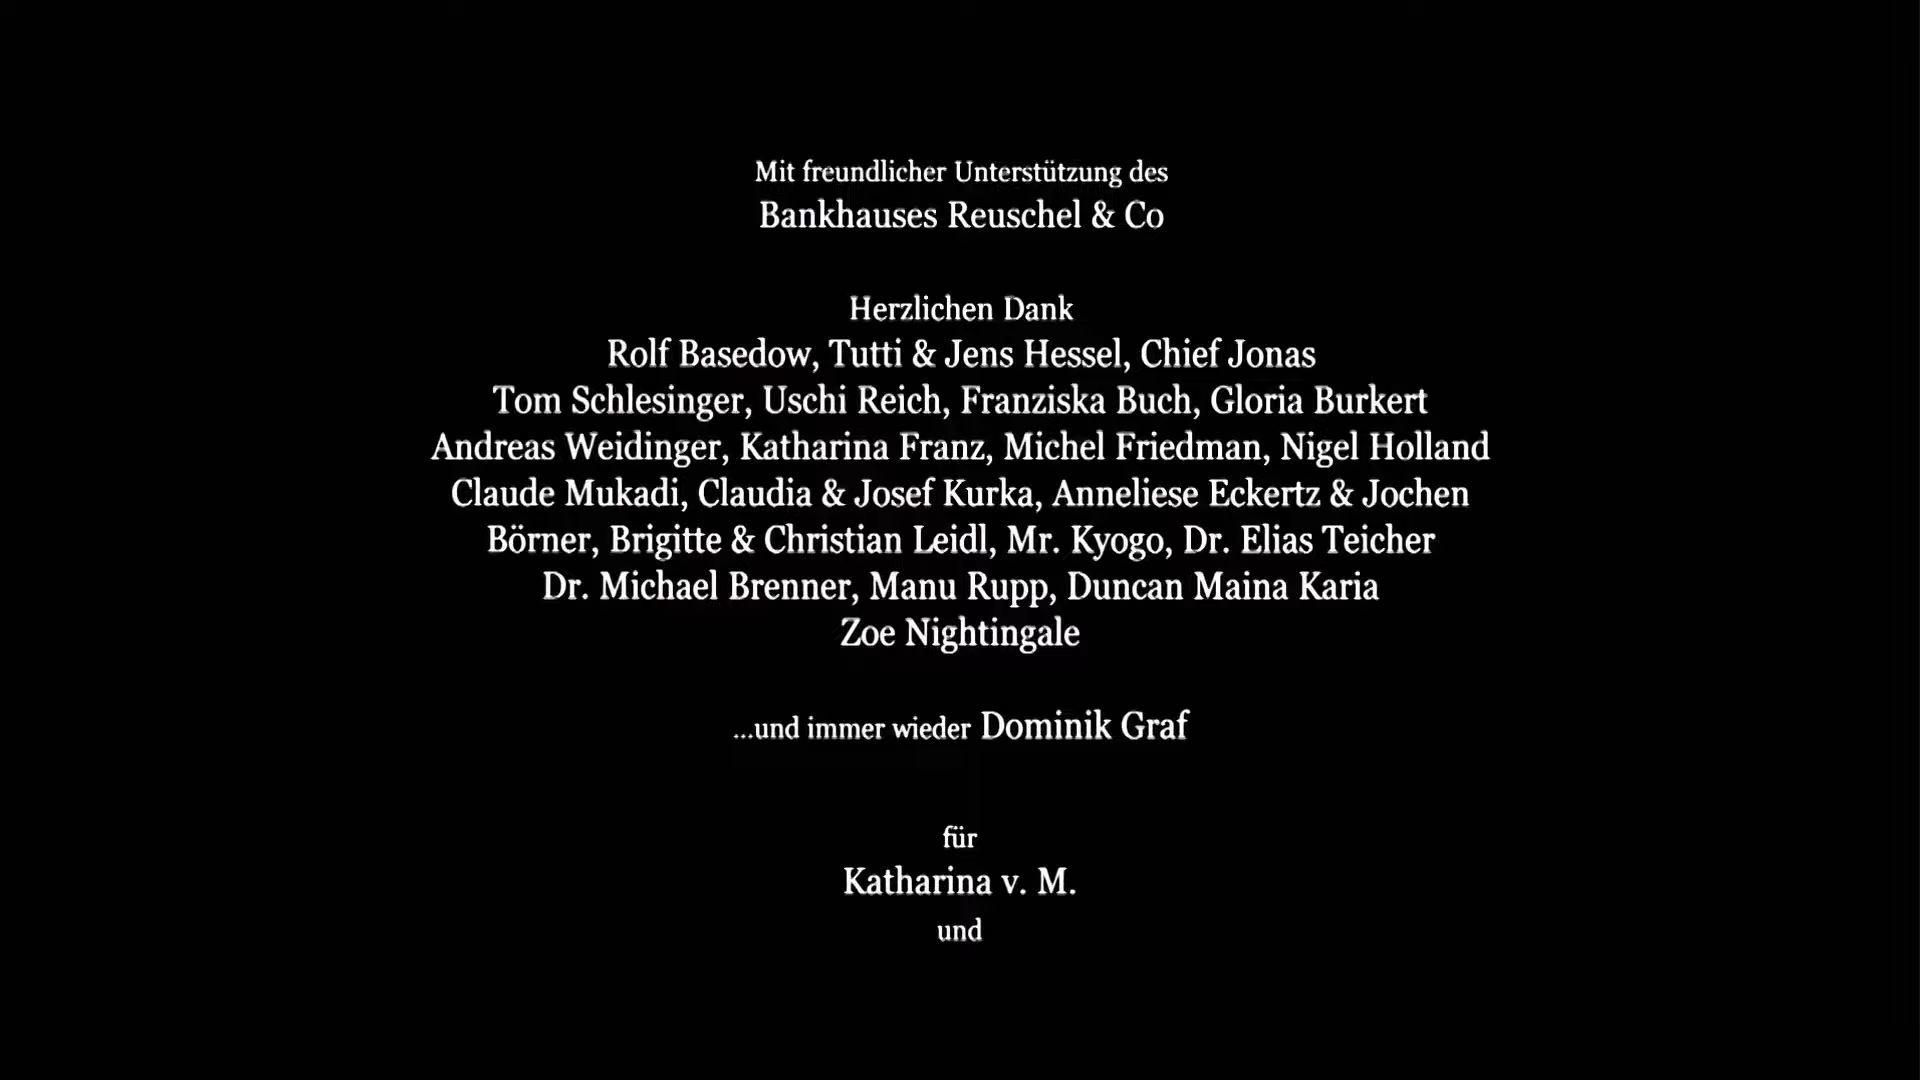 Mit freundlicher Unterstützung des
Bankhauses Reuschel & Co
Herzlichen Dank
Rolf Basedow, Tutti & Jens Hessel, Chief Jonas
Tom Schlesinger, Uschi Reich, Franziska Buch, Gloria Burkert
Andreas Weidinger, Katharina Franz, Michel Friedman, Nigel Holland
Claude Mukadi, Claudia & Josef Kurka, Anneliese Eckertz & Jochen
Börner, Brigitte & Christian Leidl, Mr. Kyogo, Dr. Elias Teicher
Dr. Michael Brenner, Manu Rupp, Duncan Maina Karia
Zoe Nightingale
...und immer wieder Dominik Graf
für
Katharina v. M.
und